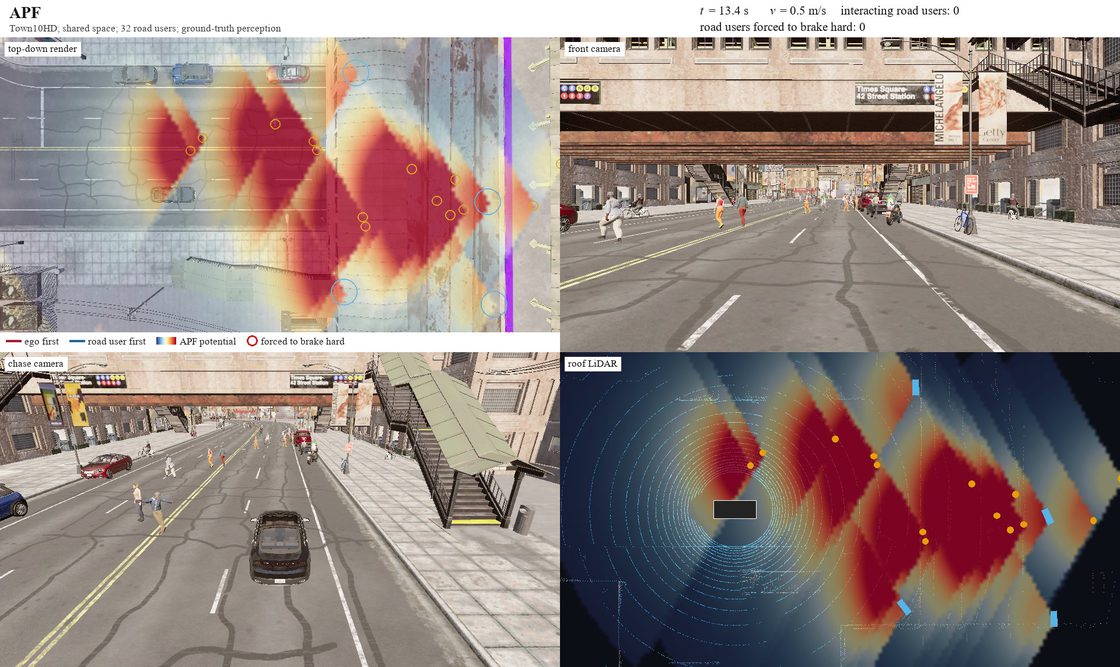 APF
Town10HD; shared space; 32 road users; ground-truth perception
t = 13.4 s v = 0.5 m/s interacting road users: 0
road users forced to brake hard: 0
top-down render
front camera
Times Square-
42 Street Station
MICHELANGELO
Getty
ego first
road user first
APF potential
forced to brake hard
chase camera
roof LiDAR